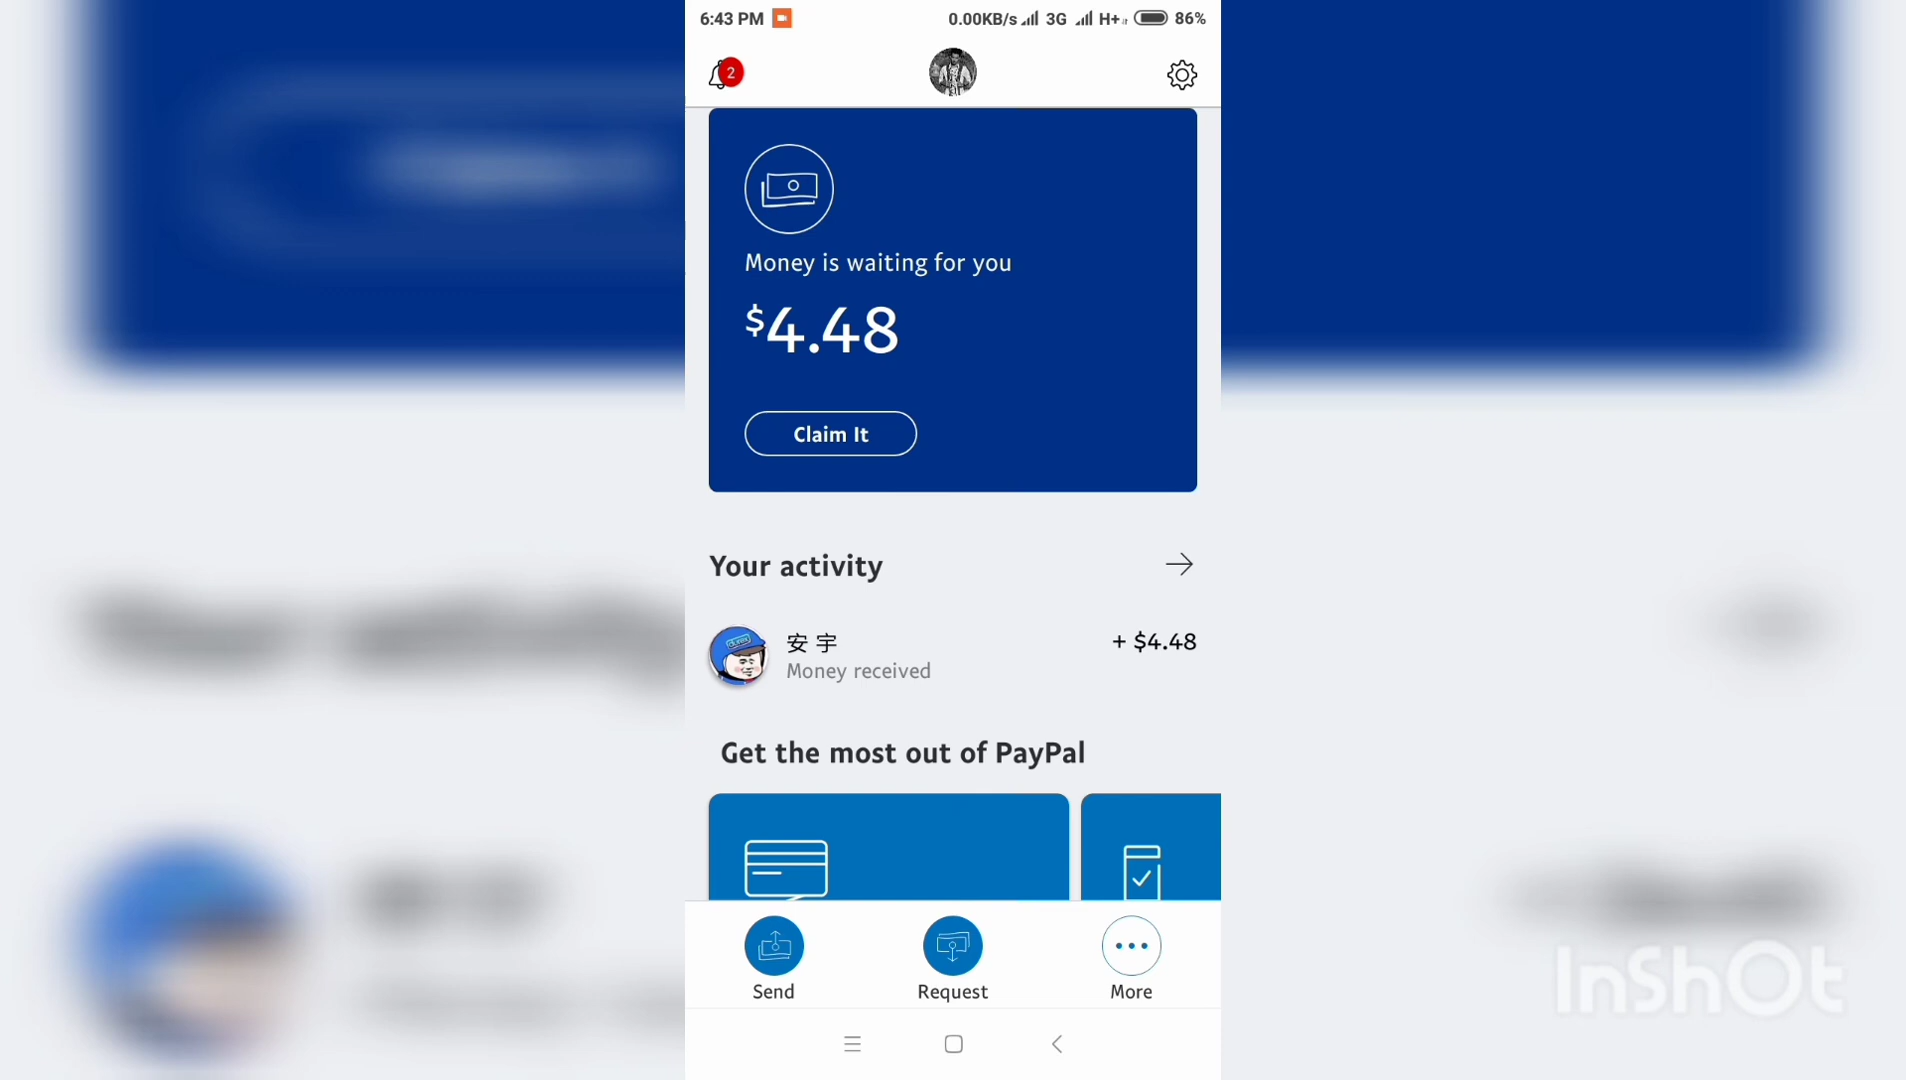 6:43 PM 0.00KB/s 3G H+ 86%
2
Money is waiting for you
$4.48
Claim It
Your activity
安 宇 + $4.48
Money received
Get the most out of PayPal
Send Request More
InShOt